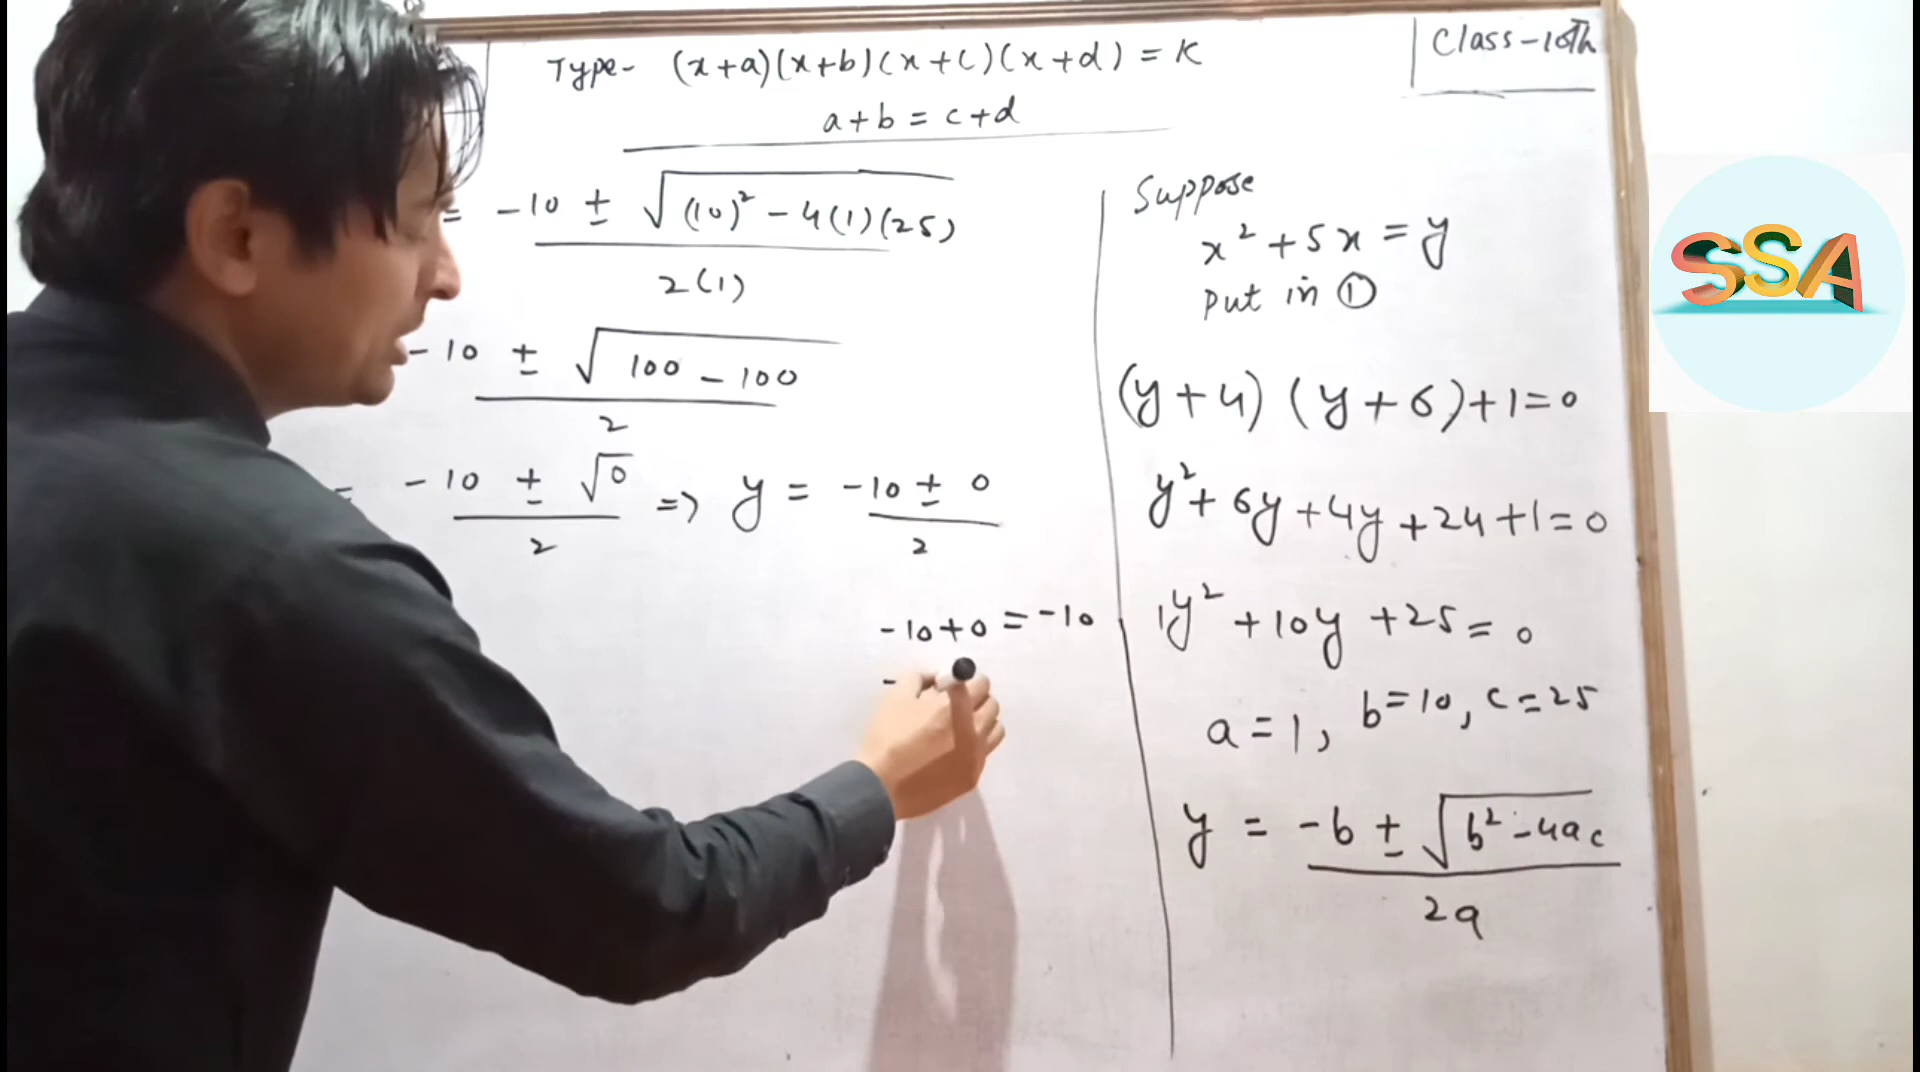 Type- (x+a)(x+b)(x+c)(x+d) = K
a+b = c+d
Class-10th
= -10 ± √(10)² - 4(1)(25)
2(1)
-10 ± √100 - 100
2
= -10 ± √0 => y = -10 ± 0
2 2
-10+0 = -10
-
Suppose
x² + 5x = y
Put in ①
(y+4) (y+6)+1=0
y²+ 6y+4y+24+1=0
1y² +10y +25 = 0
a=1, b=10, c=25
y = -b ± √b²-4ac
2a
SSA